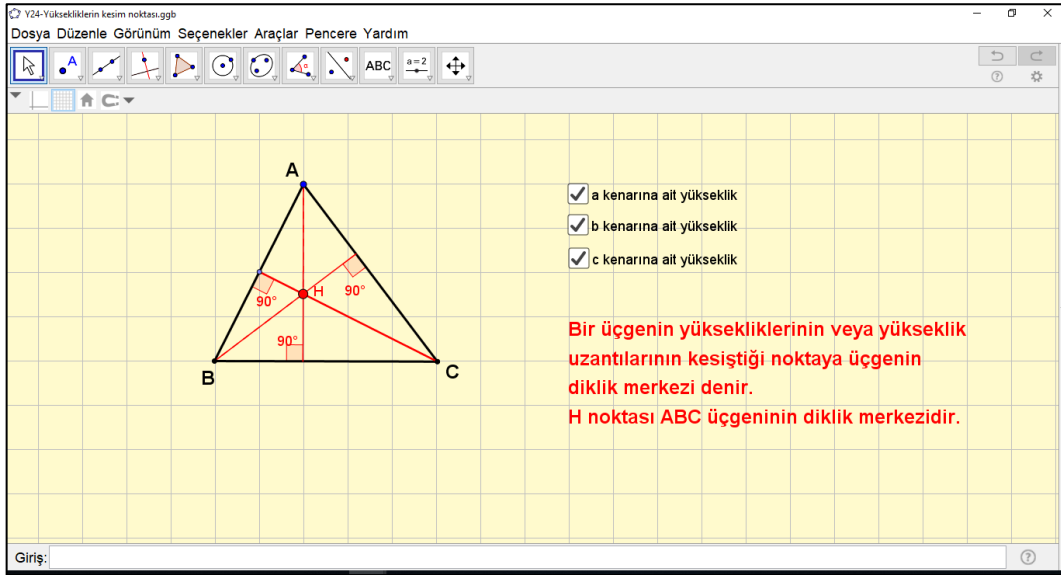 Y24-Yüksekliklerin kesim noktası.ggb
Dosya Düzenle Görünüm Seçenekler Araçlar Pencere Yardım
A
ABC
a=2
A
a kenarına ait yükseklik
b kenarına ait yükseklik
c kenarına ait yükseklik
90°
H
90°
90°
B
C
Bir üçgenin yüksekliklerinin veya yükseklik
uzantılarının kesiştiği noktaya üçgenin
diklik merkezi denir.
H noktası ABC üçgeninin diklik merkezidir.
Giriş: